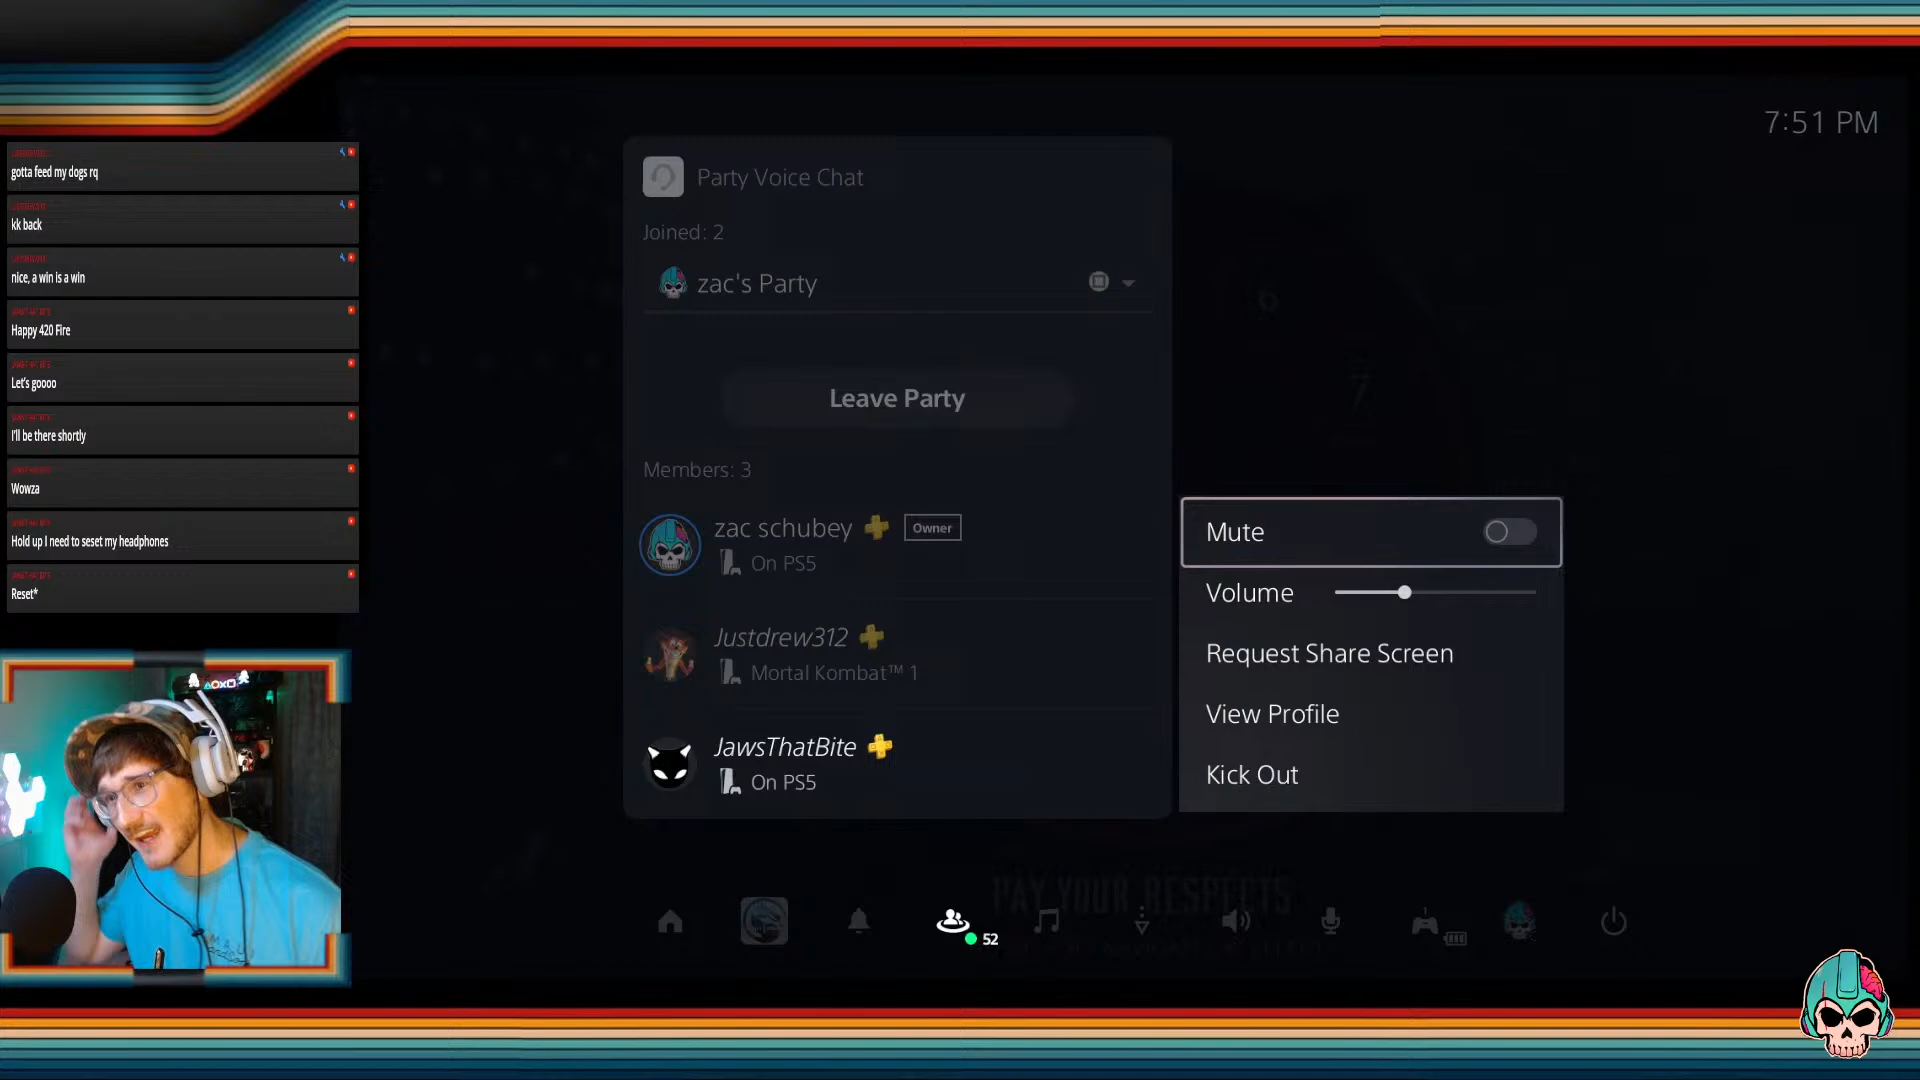 7:51 PM
gotta feed my dogs rq
kk back
nice, a win is a win
Happy 420 Fire
Let's goooo
I'll be there shortly
Wowza
Hold up I need to seset my headphones
Reset*
Party Voice Chat
Joined: 2
zac's Party
Leave Party
Members: 3
zac schubey
Owner
On PS5
Justdrew312
Mortal Kombat™ 1
JawsThatBite
On PS5
Mute
Volume
Request Share Screen
View Profile
Kick Out
PAY YOUR RESPECTS
52